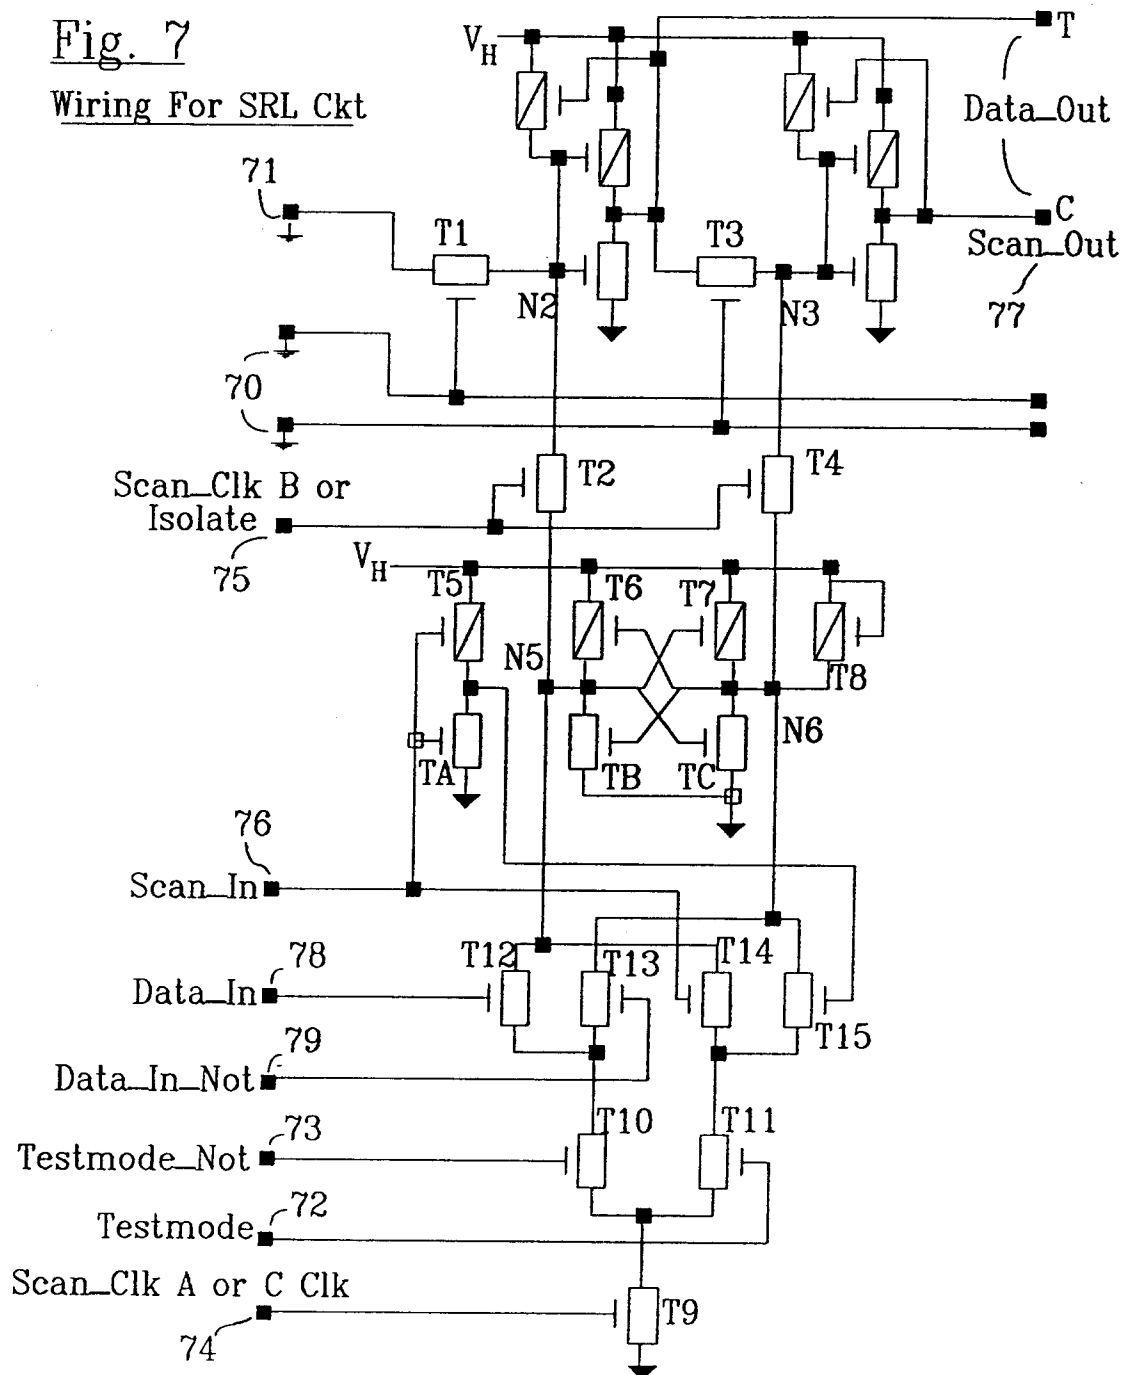 Fig. 7
Wiring For SRL Ckt
VH
T
Data_Out
C
Scan_Out
77
71
T1
T3
N2
N3
70
T2
T4
Scan_Clk B or
Isolate
75
VH
T5
T6
T7
T8
N5
N6
TA
TB
TC
76
Scan_In
T12
T13
T14
T15
78
Data_In
79
Data_In_Not
T10
T11
73
Testmode_Not
72
Testmode
Scan_Clk A or C Clk
T9
74